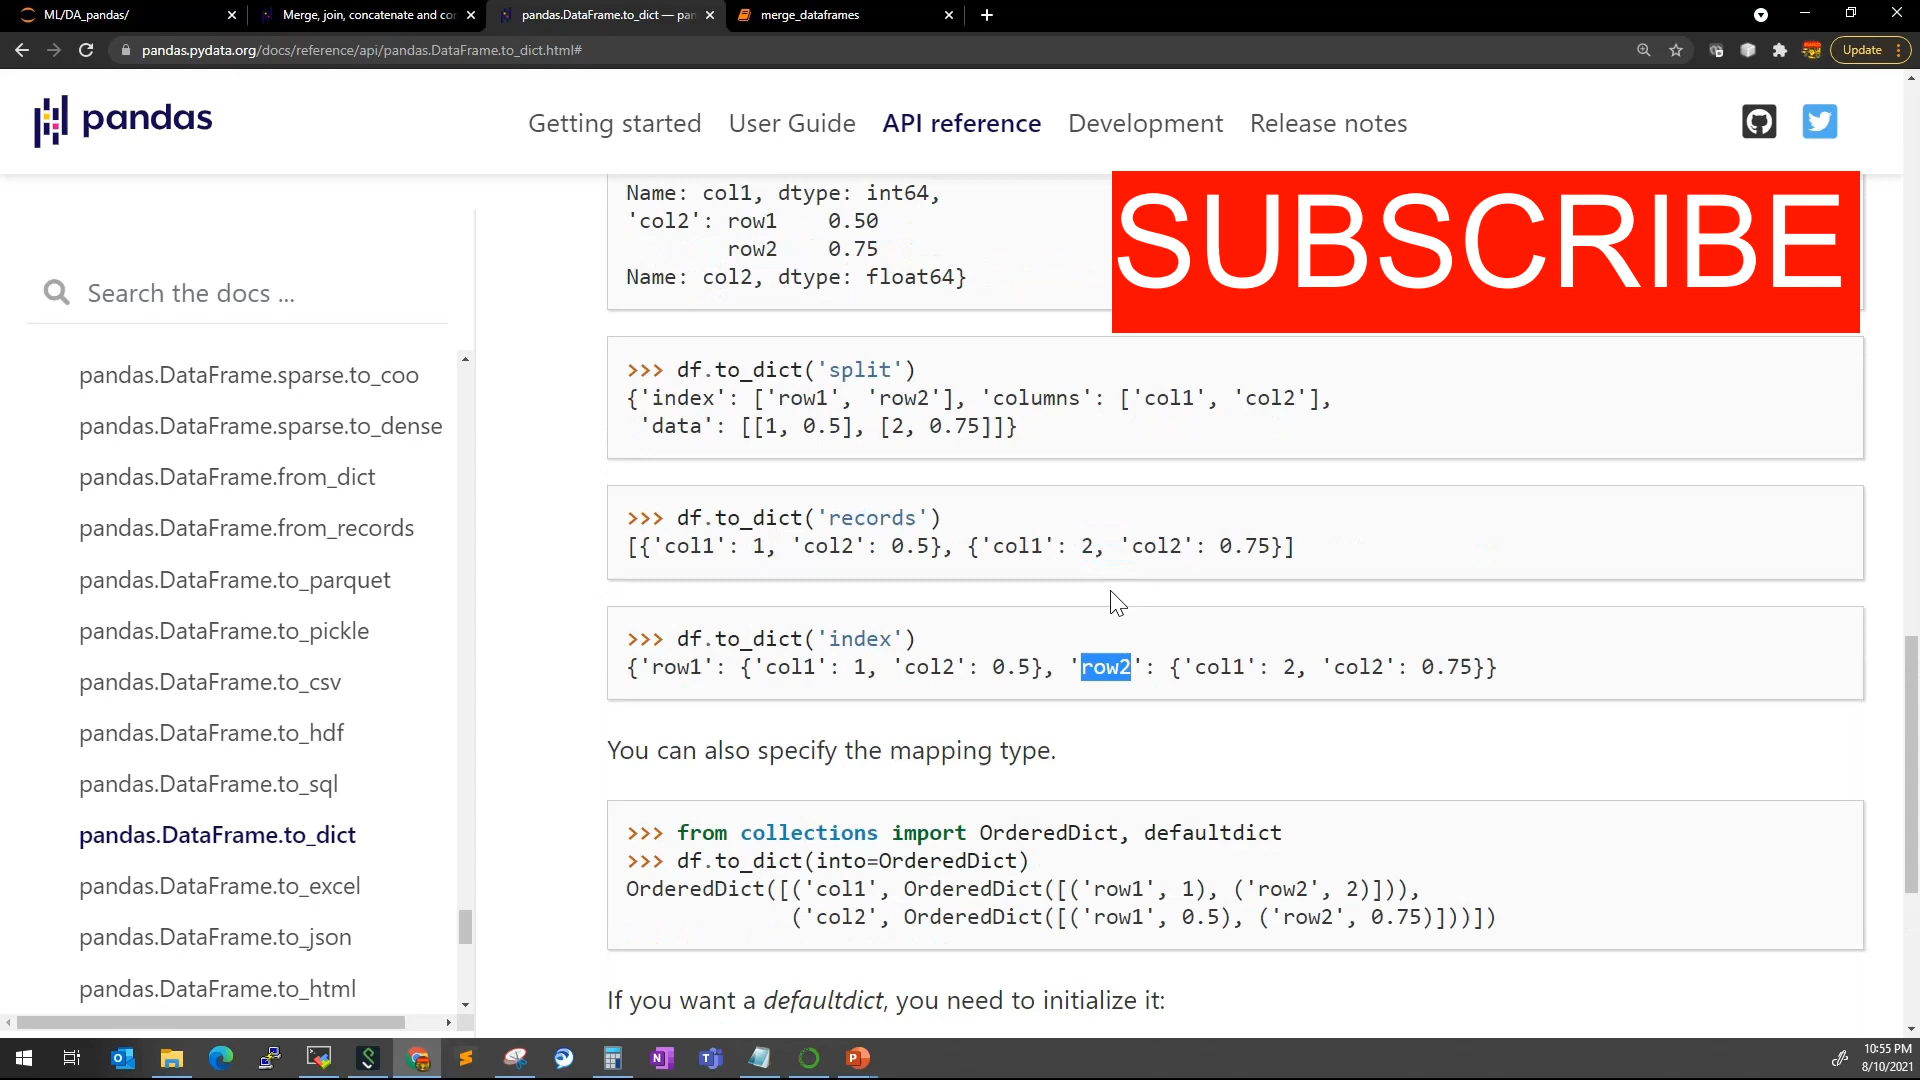 ML/DA_pandas/
Merge, join, concatenate and cor
pandas.DataFrame.to_dict — pan
merge_dataframes
pandas.pydata.org/docs/reference/api/pandas.DataFrame.to_dict.html#
Update
pandas
Getting started
User Guide
API reference
Development
Release notes
SUBSCRIBE
Search the docs ...
pandas.DataFrame.sparse.to_coo
pandas.DataFrame.sparse.to_dense
pandas.DataFrame.from_dict
pandas.DataFrame.from_records
pandas.DataFrame.to_parquet
pandas.DataFrame.to_pickle
pandas.DataFrame.to_csv
pandas.DataFrame.to_hdf
pandas.DataFrame.to_sql
pandas.DataFrame.to_dict
pandas.DataFrame.to_excel
pandas.DataFrame.to_json
pandas.DataFrame.to_html
Name: col1, dtype: int64,
'col2': row1    0.50
        row2    0.75
Name: col2, dtype: float64}
>>> df.to_dict('split')
{'index': ['row1', 'row2'], 'columns': ['col1', 'col2'],
 'data': [[1, 0.5], [2, 0.75]]}
>>> df.to_dict('records')
[{'col1': 1, 'col2': 0.5}, {'col1': 2, 'col2': 0.75}]
>>> df.to_dict('index')
{'row1': {'col1': 1, 'col2': 0.5}, 'row2': {'col1': 2, 'col2': 0.75}}
You can also specify the mapping type.
>>> from collections import OrderedDict, defaultdict
>>> df.to_dict(into=OrderedDict)
OrderedDict([('col1', OrderedDict([('row1', 1), ('row2', 2)])),
             ('col2', OrderedDict([('row1', 0.5), ('row2', 0.75)]))])
If you want a defaultdict, you need to initialize it:
10:55 PM
8/10/2021